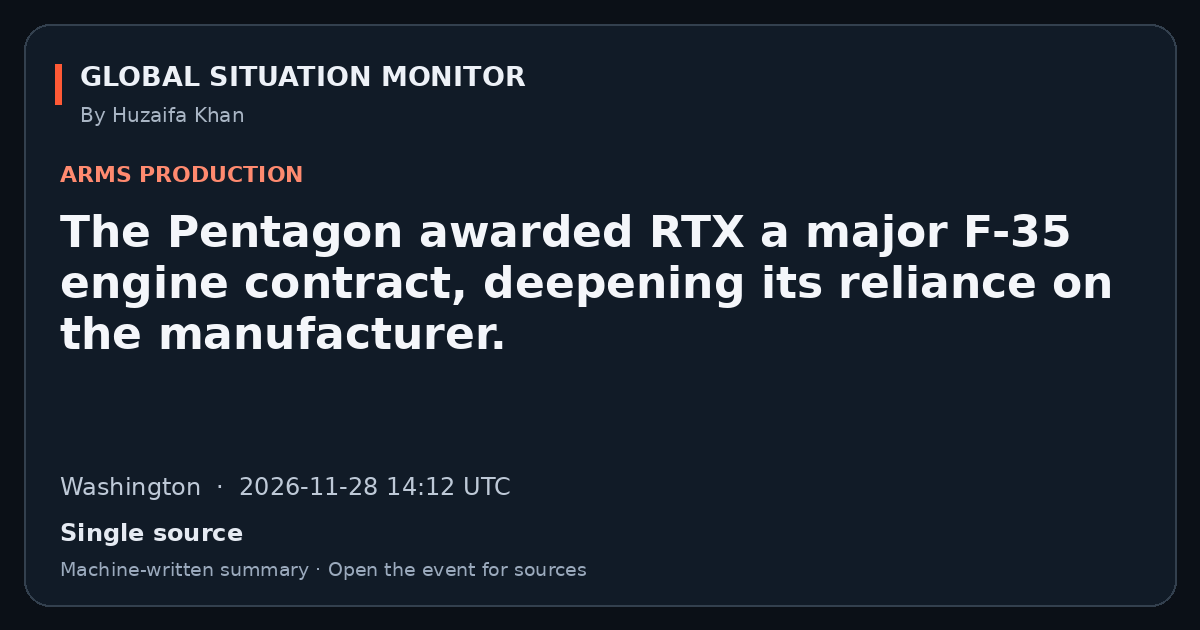 GLOBAL SITUATION MONITOR
By Huzaifa Khan
ARMS PRODUCTION
The Pentagon awarded RTX a major F-35
engine contract, deepening its reliance on
the manufacturer.
Washington · 2026-11-28 14:12 UTC
Single source
Machine-written summary · Open the event for sources